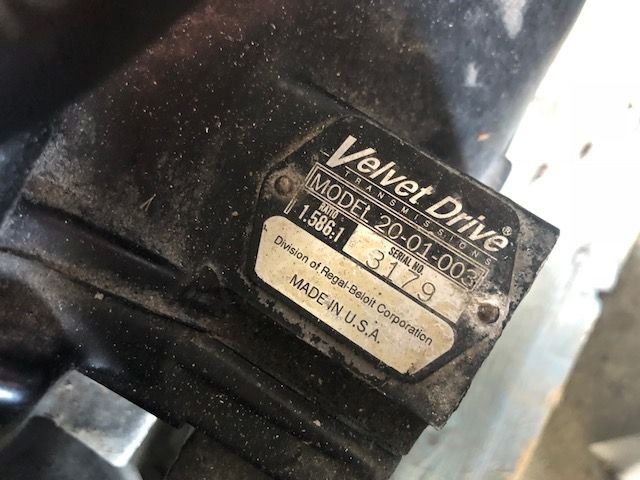 Velvet Drive®
TRANSMISSIONS
MODEL 20-01-003
RATIO
1.586:1
SERIAL NO.
3179
Division of Regal-Beloit Corporation
MADE IN U.S.A.